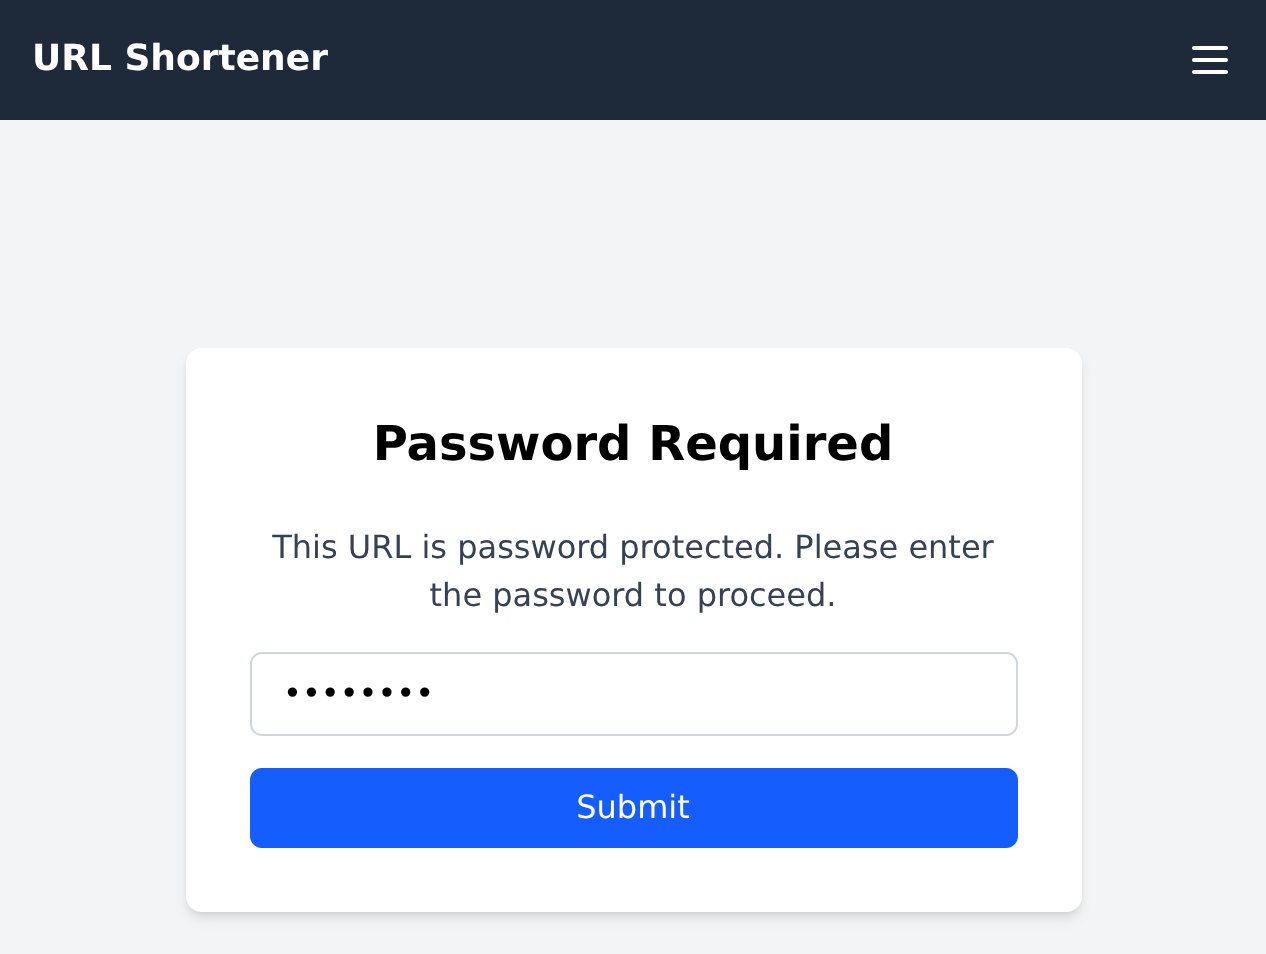 URL Shortener
Password Required
This URL is password protected. Please enter
the password to proceed.
••••••••
Submit